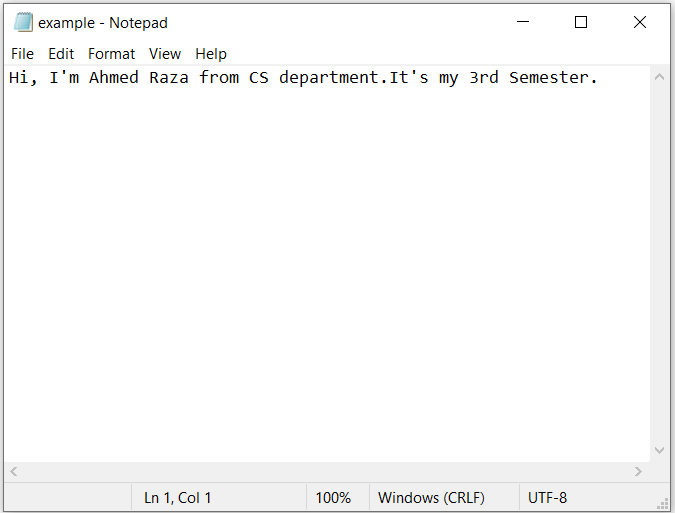 example - Notepad
File Edit Format View Help
Hi, I'm Ahmed Raza from CS department.It's my 3rd Semester.
Ln 1, Col 1 100% Windows (CRLF) UTF-8